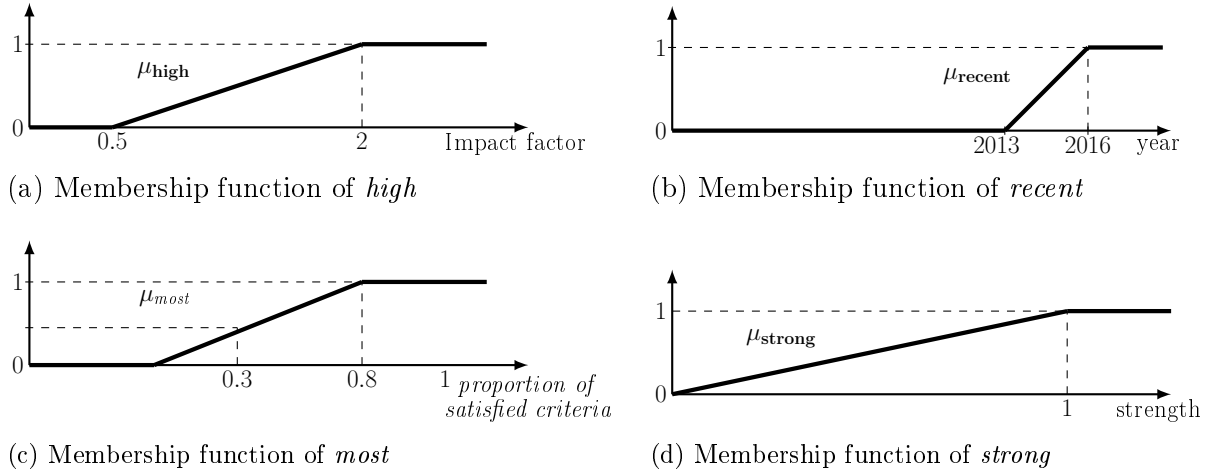 1
μhigh
0
0.5
2
Impact factor
(a) Membership function of high
1
μrecent
0
2013
2016
year
(b) Membership function of recent
1
μmost
0
0.3
0.8
1
proportion of
satisfied criteria
(c) Membership function of most
1
μstrong
0
1
strength
(d) Membership function of strong